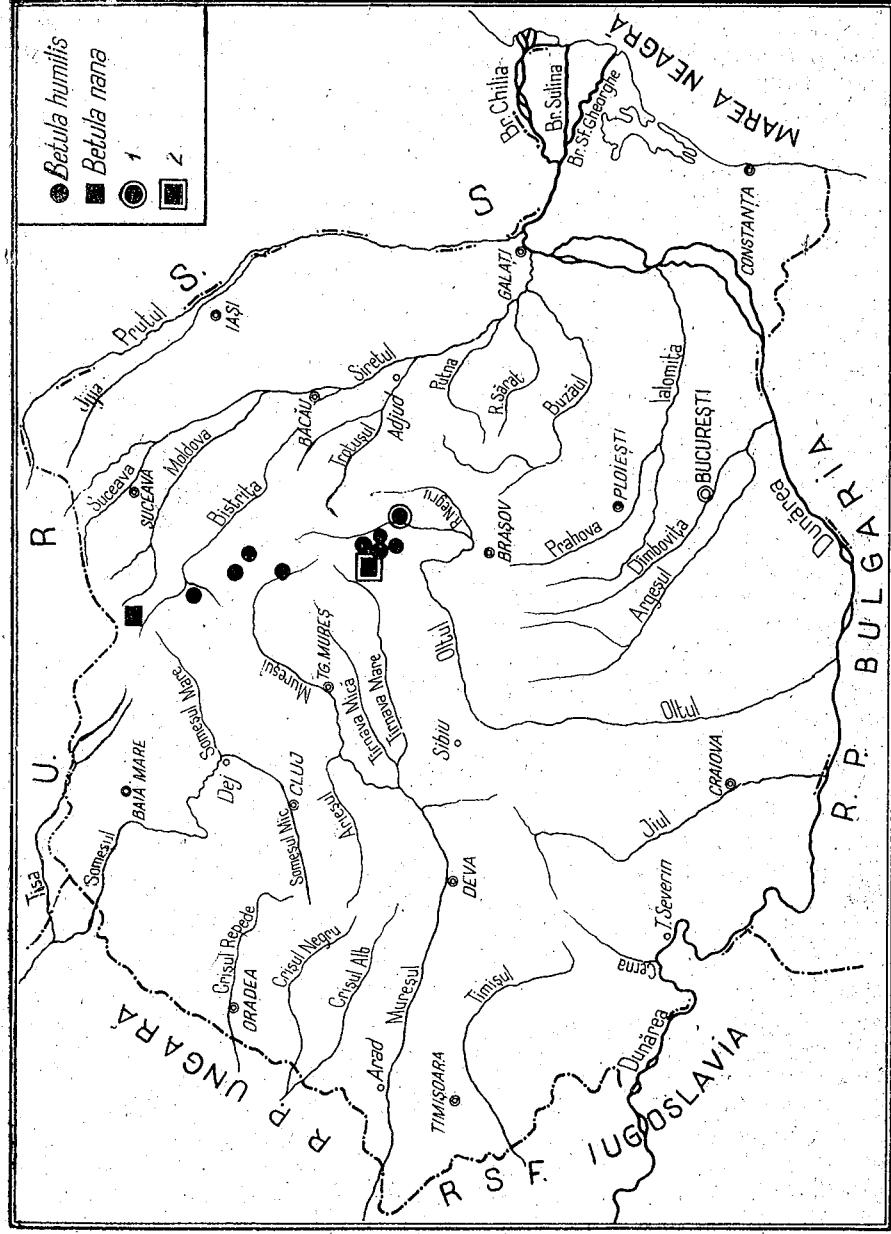 Betula humilis
Betula nana
1
2
U. R. S. S.
R. P. UNGARĂ
R S F. IUGOSLAVIA
R. P. BULGARIA
MAREA NEAGRĂ
Tisa
Someșul
BAIA MARE
Someșul Mare
Dej
Someșul Mic
CLUJ
Crișul Repede
ORADEA
Crișul Negru
Crișul Alb
Arieșul
Arad
Mureșul
Mureșul
TG. MUREȘ
Tîrnava Mică
Tîrnava Mare
DEVA
Sibiu
TIMIȘOARA
Timișul
Cerna
T. Severin
Dunărea
Jiul
CRAIOVA
Oltul
Oltul
BRAȘOV
R. Negru
Suceava
SUCEAVA
Moldova
Bistrița
BACĂU
Trotușul
Adjud
Siretul
Jijia
Prutul
IAȘI
Putna
R. Sărat
Buzăul
GALAȚI
Br. Chilia
Br. Sulina
Br. Sf. Gheorghe
CONSTANȚA
Ialomița
PLOIEȘTI
Prahova
BUCUREȘTI
Dîmbovița
Argeșul
Dunărea